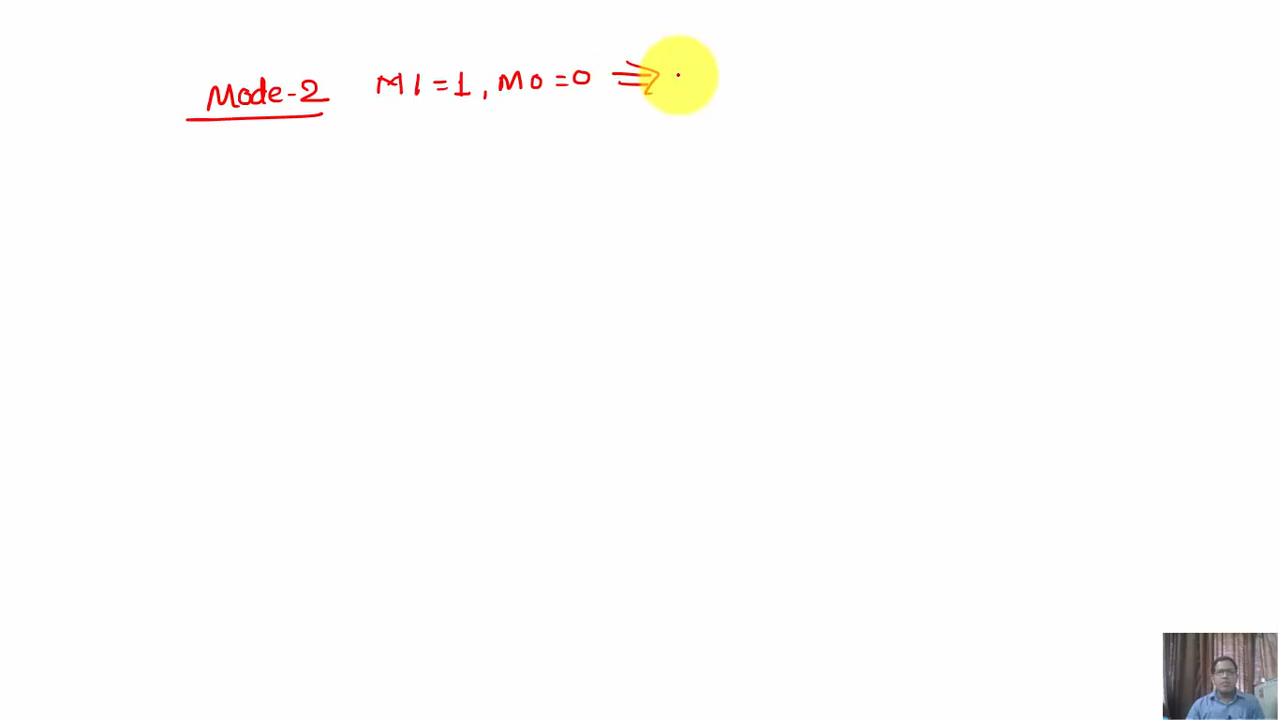 Mode-2 M1 = 1, M0 = 0 ⇒